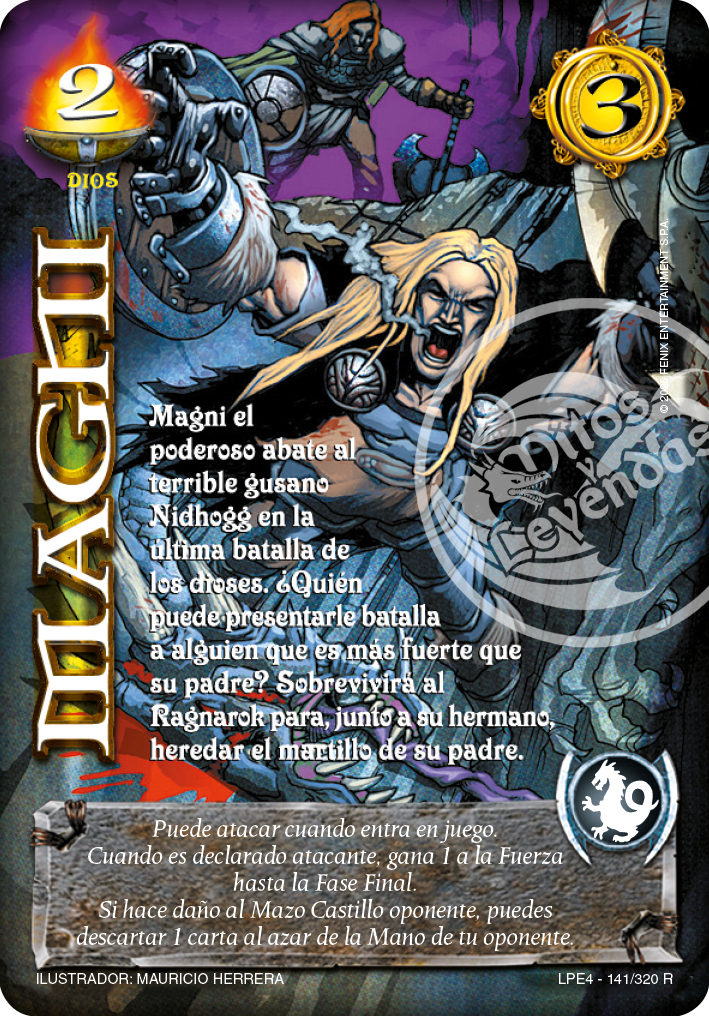 2
DIOS
3
MAGNI
Magni el
poderoso abate al
terrible gusano
Nidhogg en la
última batalla de
los dioses. ¿Quién
puede presentarle batalla
a alguien que es más fuerte que
su padre? Sobrevivirá al
Ragnarok para, junto a su hermano,
heredar el martillo de su padre.
Mitos
y
Leyendas
FENIX ENTERTAINMENT S.P.A.
Puede atacar cuando entra en juego.
Cuando es declarado atacante, gana 1 a la Fuerza
hasta la Fase Final.
Si hace daño al Mazo Castillo oponente, puedes
descartar 1 carta al azar de la Mano de tu oponente.
ILUSTRADOR: MAURICIO HERRERA
LPE4 - 141/320 R